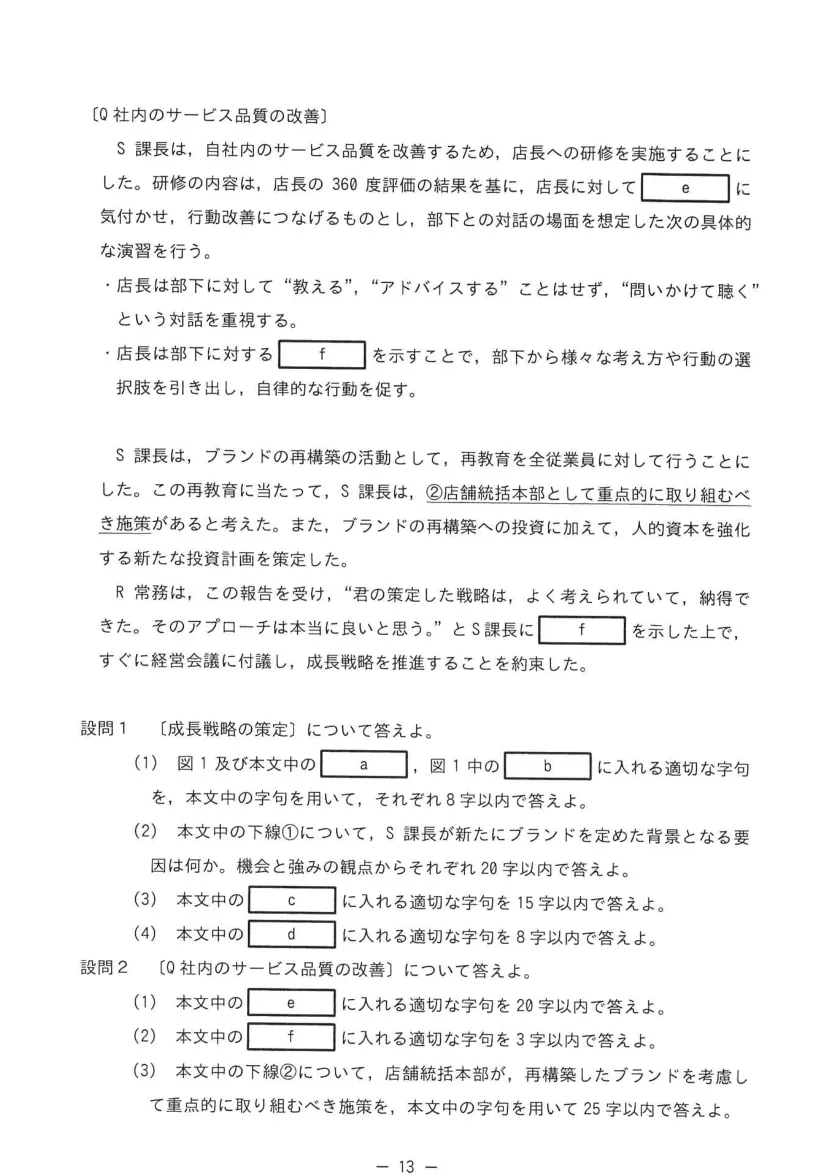 〔Q 社内のサービス品質の改善〕
S 課長は，自社内のサービス品質を改善するため，店長への研修を実施することに
した。研修の内容は，店長の 360 度評価の結果を基に，店長に対して e に
気付かせ，行動改善につなげるものとし，部下との対話の場面を想定した次の具体的
な演習を行う。
・店長は部下に対して “教える”，“アドバイスする” ことはせず，“問いかけて聴く”
という対話を重視する。
・店長は部下に対する f を示すことで，部下から様々な考え方や行動の選
択肢を引き出し，自律的な行動を促す。
S 課長は，ブランドの再構築の活動として，再教育を全従業員に対して行うことに
した。この再教育に当たって，S 課長は，②店舗統括本部として重点的に取り組むべ
き施策があると考えた。また，ブランドの再構築への投資に加えて，人的資本を強化
する新たな投資計画を策定した。
R 常務は，この報告を受け，“君の策定した戦略は，よく考えられていて，納得で
きた。そのアプローチは本当に良いと思う。” と S 課長に f を示した上で，
すぐに経営会議に付議し，成長戦略を推進することを約束した。
設問１ 〔成長戦略の策定〕について答えよ。
(1) 図 1 及び本文中の a ，図 1 中の b に入れる適切な字句
を，本文中の字句を用いて，それぞれ 8 字以内で答えよ。
(2) 本文中の下線①について，S 課長が新たにブランドを定めた背景となる要
因は何か。機会と強みの観点からそれぞれ 20 字以内で答えよ。
(3) 本文中の c に入れる適切な字句を 15 字以内で答えよ。
(4) 本文中の d に入れる適切な字句を 8 字以内で答えよ。
設問２ 〔Q 社内のサービス品質の改善〕について答えよ。
(1) 本文中の e に入れる適切な字句を 20 字以内で答えよ。
(2) 本文中の f に入れる適切な字句を 3 字以内で答えよ。
(3) 本文中の下線②について，店舗統括本部が，再構築したブランドを考慮し
て重点的に取り組むべき施策を，本文中の字句を用いて 25 字以内で答えよ。
－ 13 －